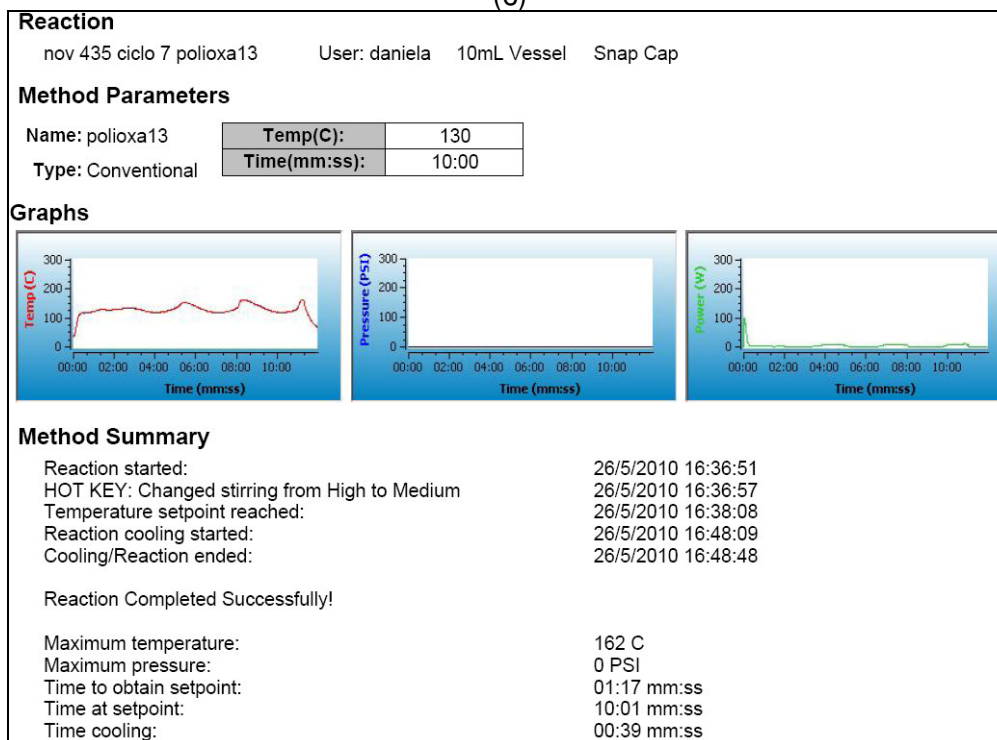 (c)
Reaction
nov 435 ciclo 7 polioxa13 User: daniela 10mL Vessel Snap Cap
Method Parameters
Name: polioxa13 Temp(C): 130
Type: Conventional Time(mm:ss): 10:00
Graphs
Temp (C)
300
200
100
0
00:00 02:00 04:00 06:00 08:00 10:00
Time (mm:ss)
Pressure (PSI)
300
200
100
0
00:00 02:00 04:00 06:00 08:00 10:00
Time (mm:ss)
Power (W)
300
200
100
0
00:00 02:00 04:00 06:00 08:00 10:00
Time (mm:ss)
Method Summary
Reaction started: 26/5/2010 16:36:51
HOT KEY: Changed stirring from High to Medium 26/5/2010 16:36:57
Temperature setpoint reached: 26/5/2010 16:38:08
Reaction cooling started: 26/5/2010 16:48:09
Cooling/Reaction ended: 26/5/2010 16:48:48
Reaction Completed Successfully!
Maximum temperature: 162 C
Maximum pressure: 0 PSI
Time to obtain setpoint: 01:17 mm:ss
Time at setpoint: 10:01 mm:ss
Time cooling: 00:39 mm:ss